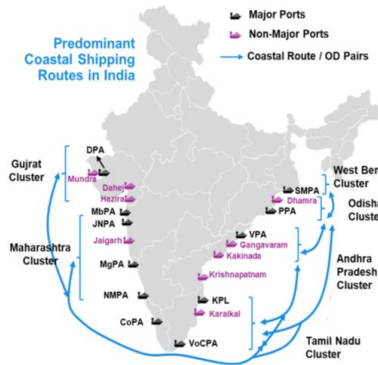 Predominant
Coastal Shipping
Routes in India
Major Ports
Non-Major Ports
Coastal Route / OD Pairs
DPA
Gujrat
Cluster
Mundra
Dahej
Hazira
MbPA
JNPA
Jaigarh
Maharashtra
Cluster
MgPA
NMPA
CoPA
VoCPA
West Ben
Cluster
SMPA
Dhamra
Odish
Cluster
PPA
VPA
Gangavaram
Kakinada
Andhra
Pradesh
Cluster
Krishnapatnam
KPL
Karaikal
Tamil Nadu
Cluster